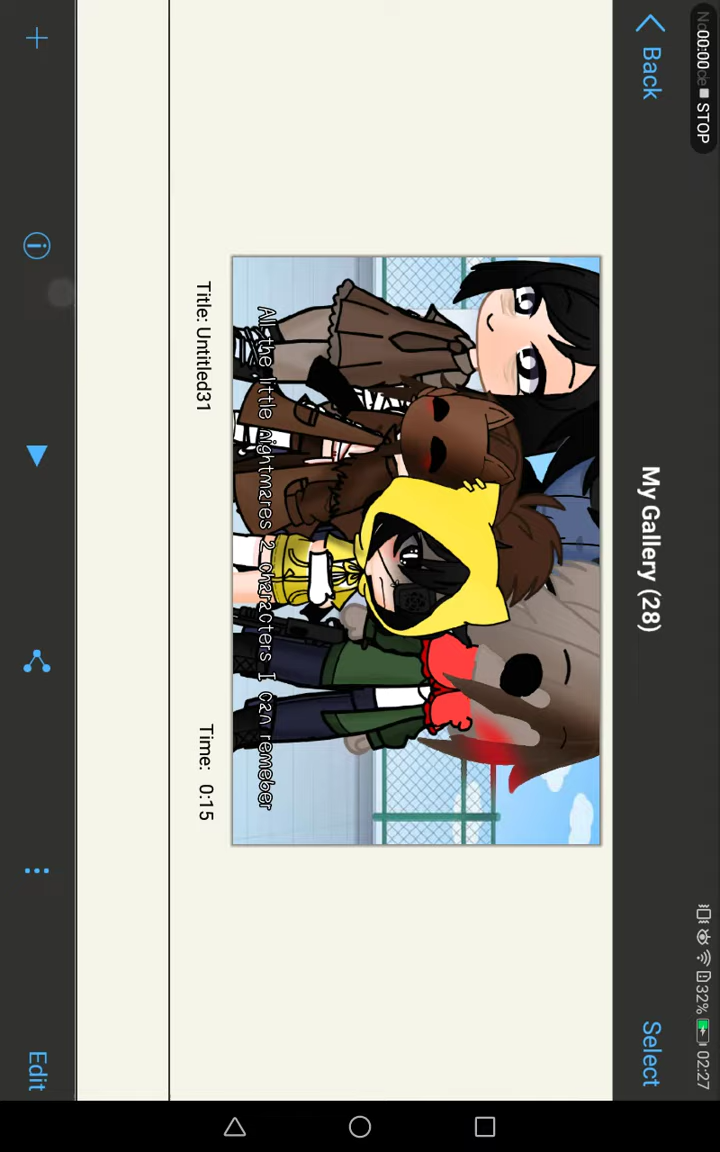 00:00 STOP
32% 02:27
Back
My Gallery (28)
Select
All the little nightmares 2 characters I can remeber
Title: Untitled31
Time: 0:15
Edit